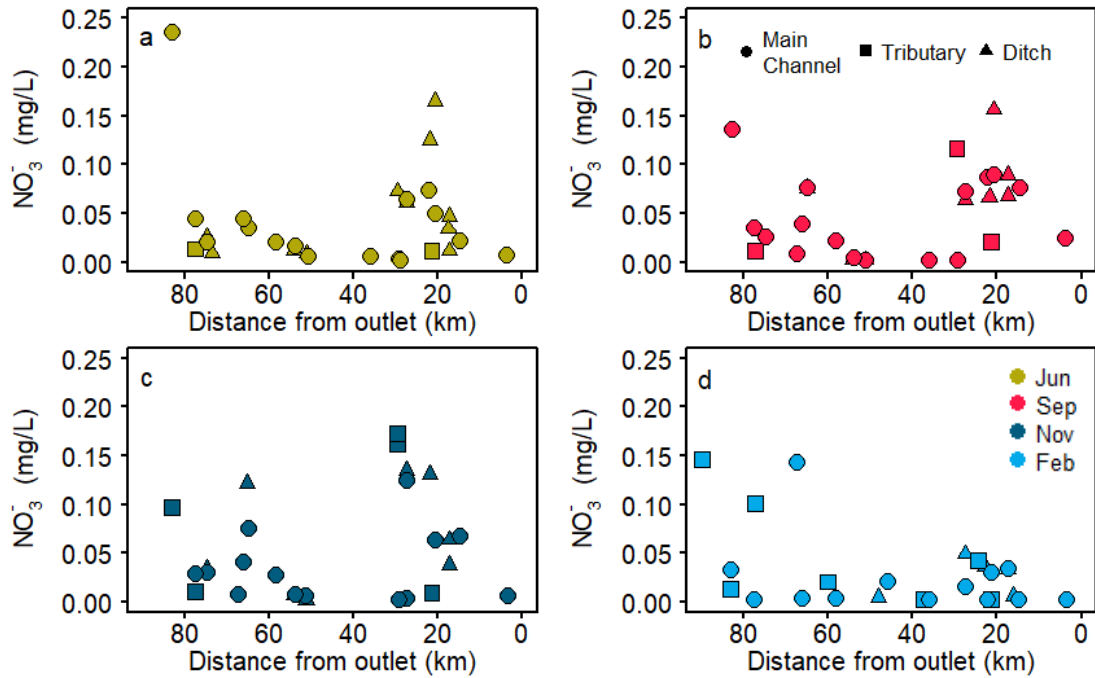 a
NO₃⁻ (mg/L)
0.25
0.20
0.15
0.10
0.05
0.00
80 60 40 20 0
Distance from outlet (km)
b
Main Channel
Tributary
Ditch
NO₃⁻ (mg/L)
0.25
0.20
0.15
0.10
0.05
0.00
80 60 40 20 0
Distance from outlet (km)
c
NO₃⁻ (mg/L)
0.25
0.20
0.15
0.10
0.05
0.00
80 60 40 20 0
Distance from outlet (km)
d
Jun
Sep
Nov
Feb
NO₃⁻ (mg/L)
0.25
0.20
0.15
0.10
0.05
0.00
80 60 40 20 0
Distance from outlet (km)